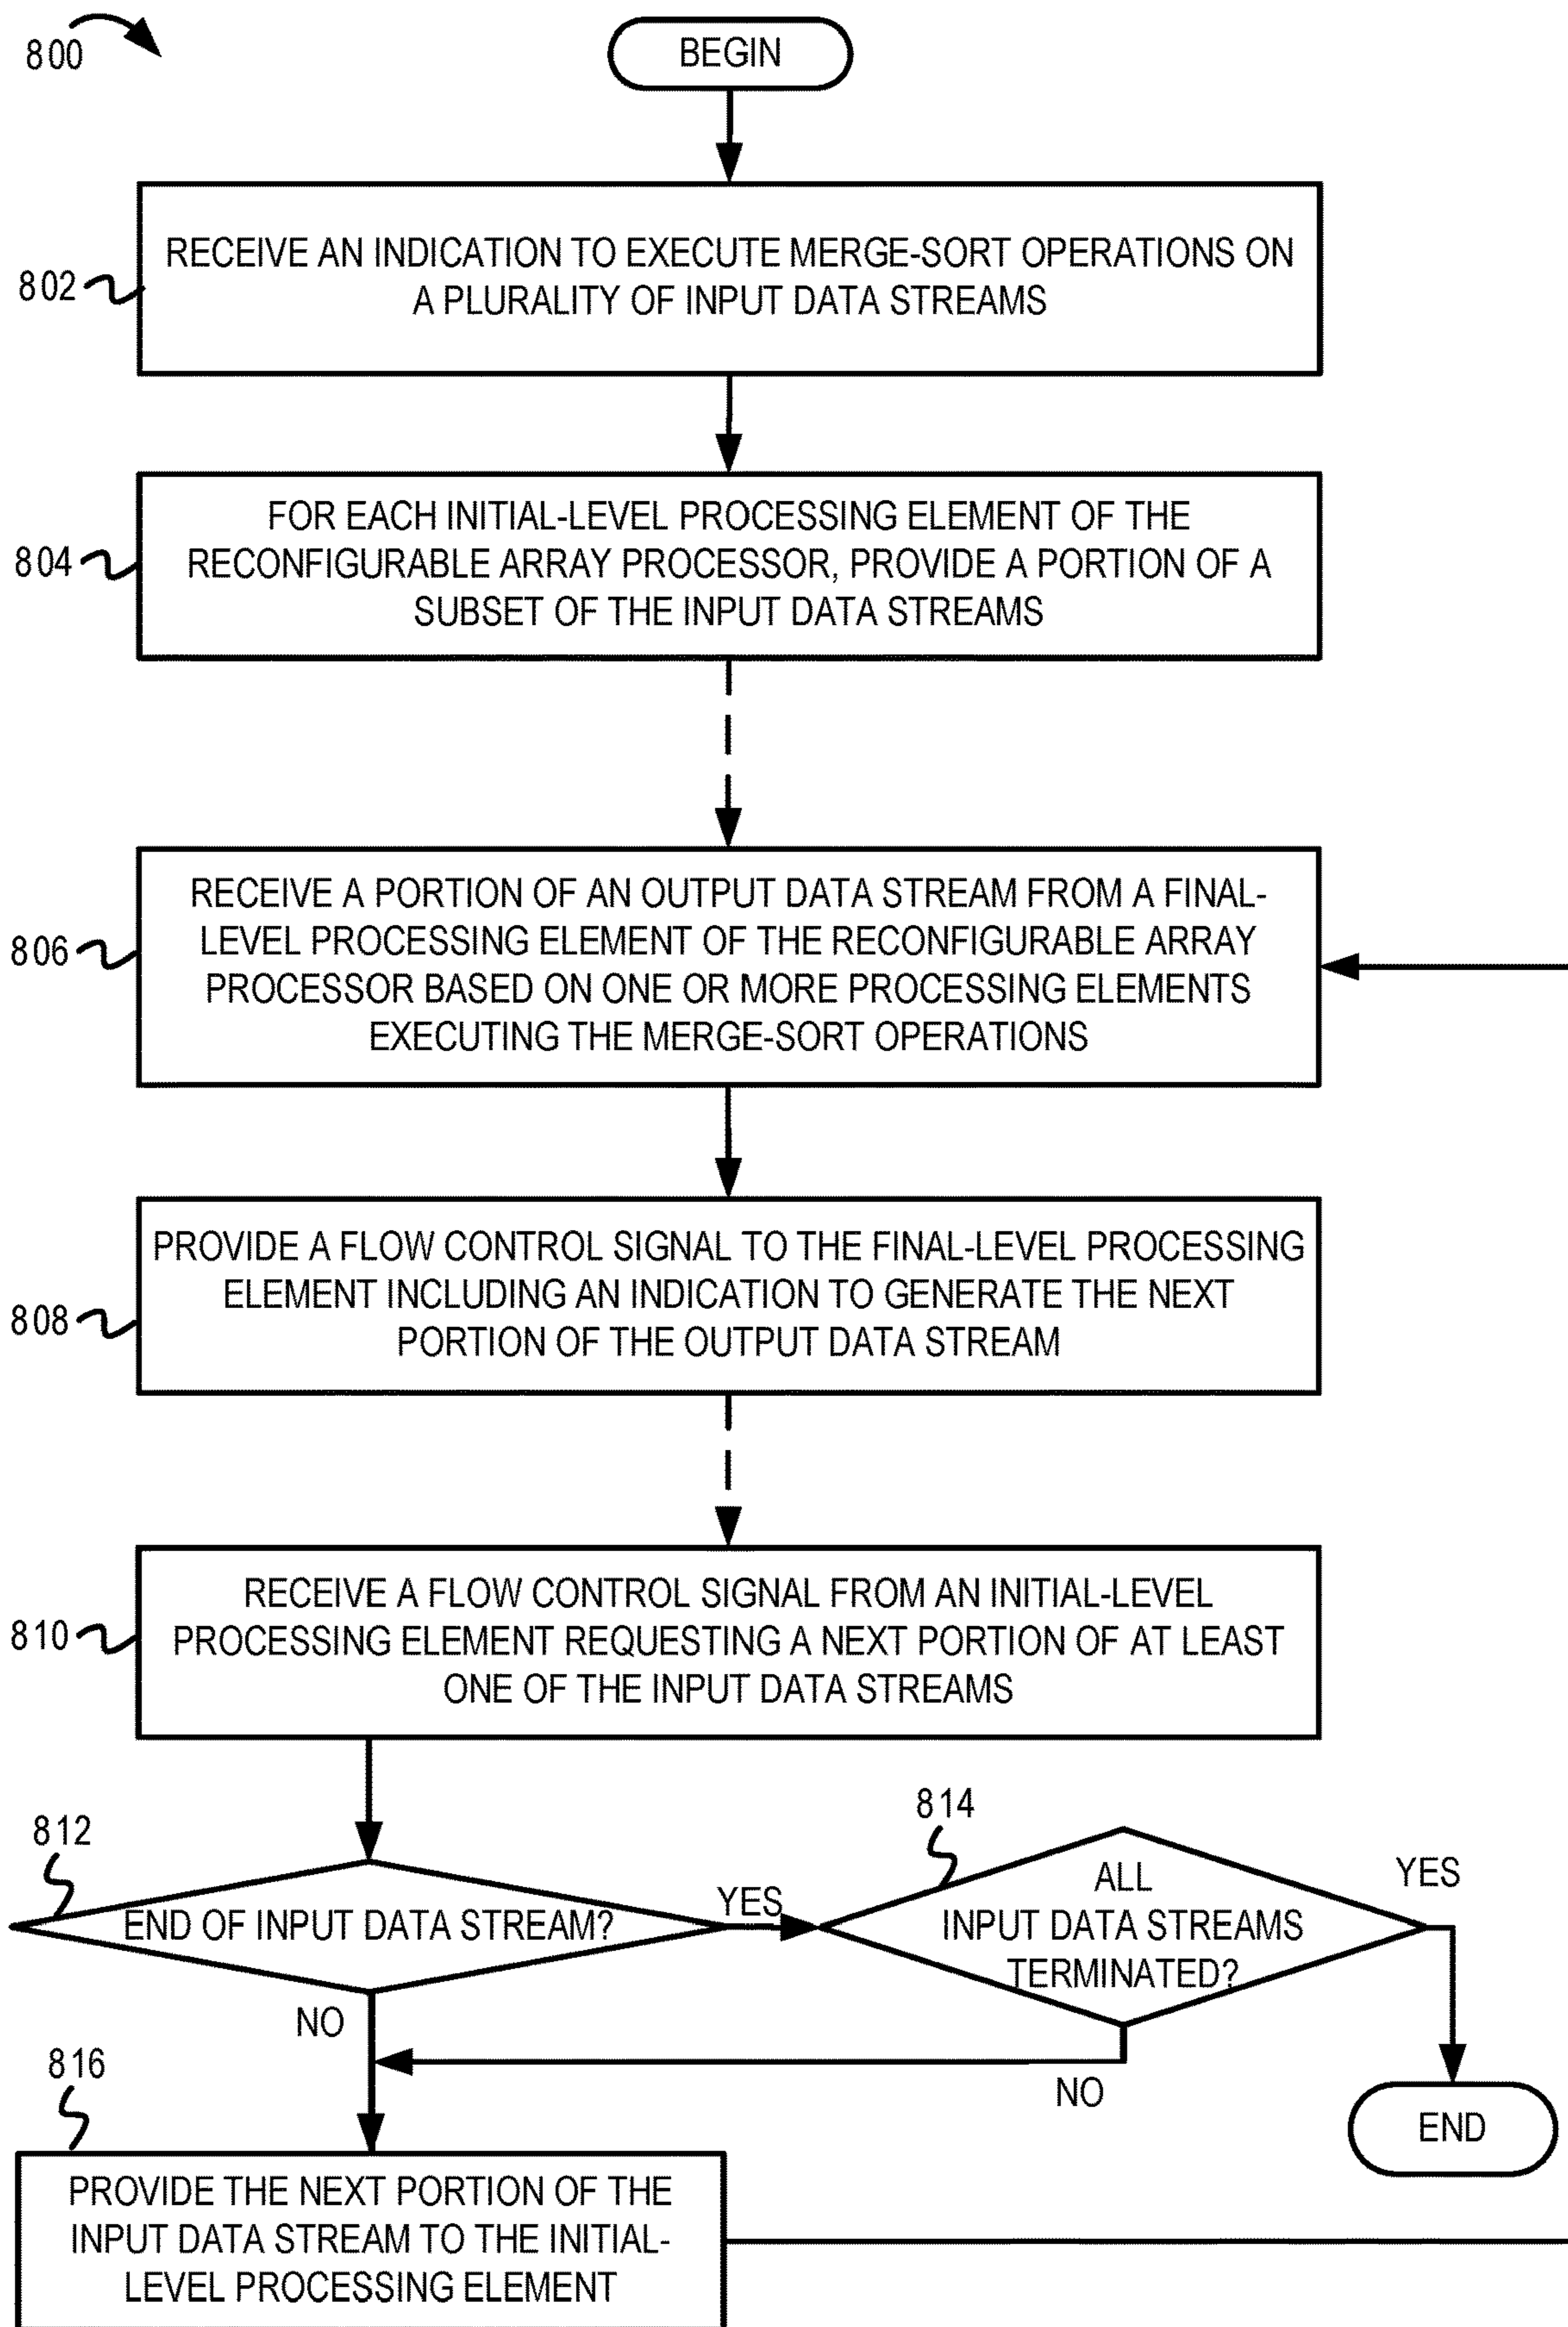 800
BEGIN
RECEIVE AN INDICATION TO EXECUTE MERGE-SORT OPERATIONS ON
A PLURALITY OF INPUT DATA STREAMS
802
FOR EACH INITIAL-LEVEL PROCESSING ELEMENT OF THE
RECONFIGURABLE ARRAY PROCESSOR, PROVIDE A PORTION OF A
SUBSET OF THE INPUT DATA STREAMS
804
RECEIVE A PORTION OF AN OUTPUT DATA STREAM FROM A FINAL-
LEVEL PROCESSING ELEMENT OF THE RECONFIGURABLE ARRAY
PROCESSOR BASED ON ONE OR MORE PROCESSING ELEMENTS
EXECUTING THE MERGE-SORT OPERATIONS
806
PROVIDE A FLOW CONTROL SIGNAL TO THE FINAL-LEVEL PROCESSING
ELEMENT INCLUDING AN INDICATION TO GENERATE THE NEXT
PORTION OF THE OUTPUT DATA STREAM
808
RECEIVE A FLOW CONTROL SIGNAL FROM AN INITIAL-LEVEL
PROCESSING ELEMENT REQUESTING A NEXT PORTION OF AT LEAST
ONE OF THE INPUT DATA STREAMS
810
812
END OF INPUT DATA STREAM?
YES
NO
814
ALL
INPUT DATA STREAMS
TERMINATED?
YES
NO
END
816
PROVIDE THE NEXT PORTION OF THE
INPUT DATA STREAM TO THE INITIAL-
LEVEL PROCESSING ELEMENT